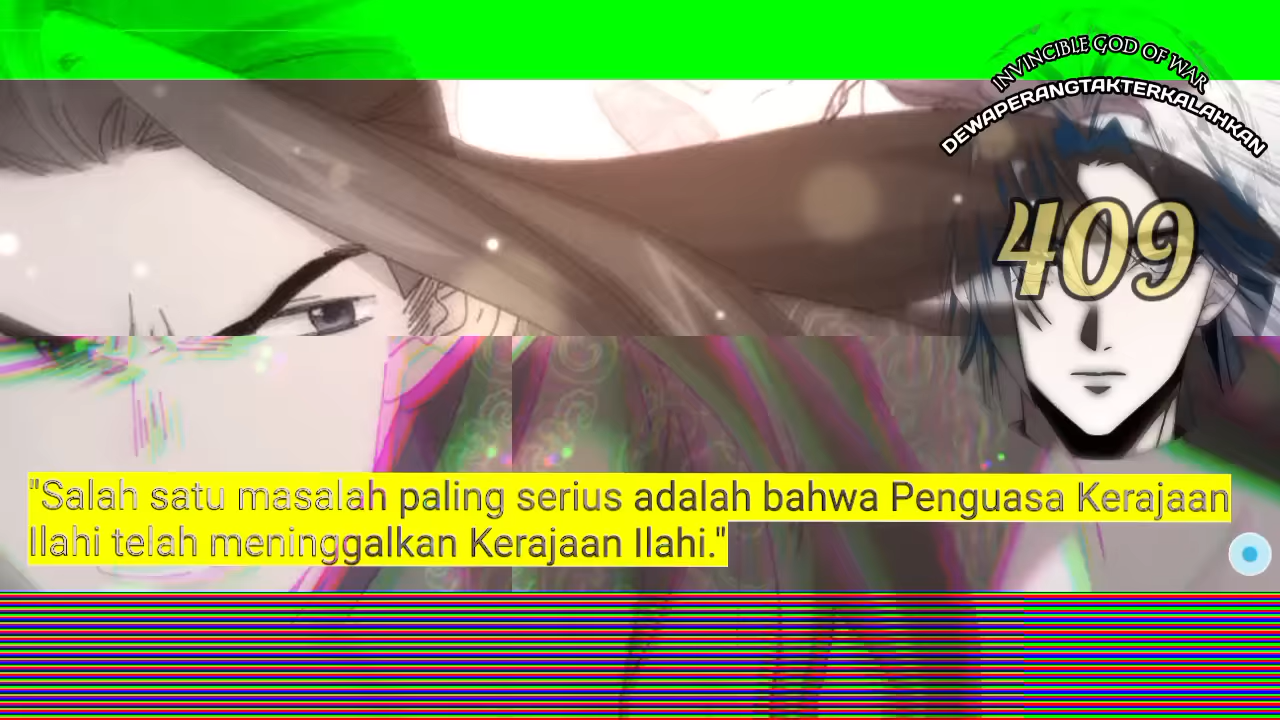 INVINCIBLE GOD OF WAR
DEWAPERANGTAKTERKALAHKAN
409
"Salah satu masalah paling serius adalah bahwa Penguasa Kerajaan
Ilahi telah meninggalkan Kerajaan Ilahi."